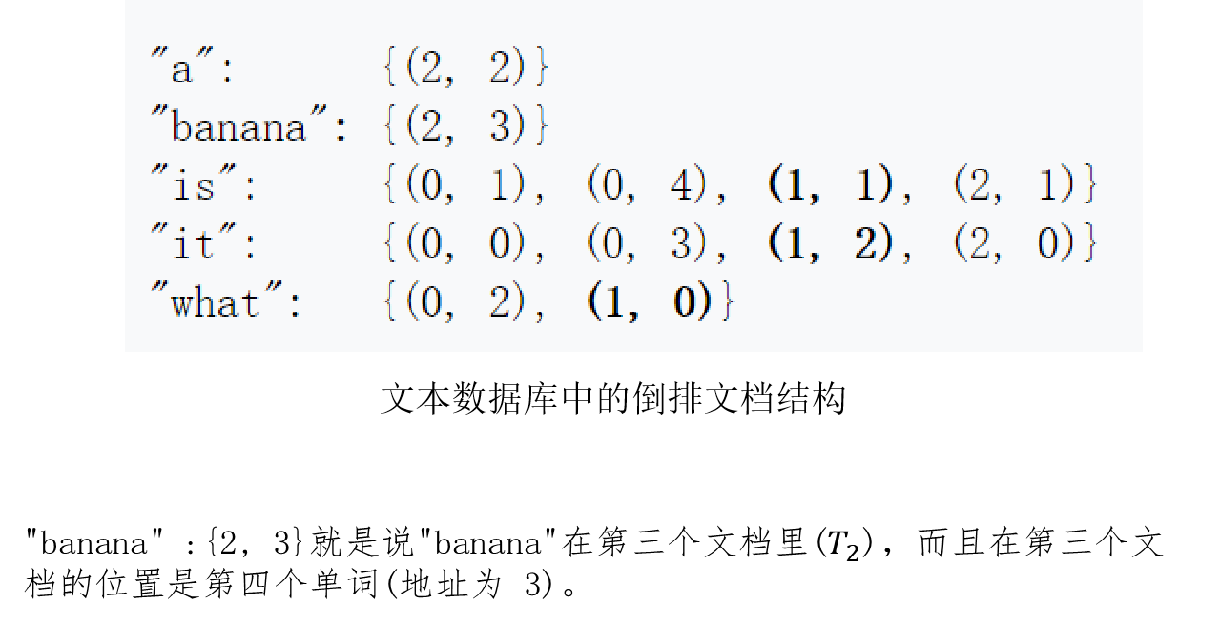 "a": {(2, 2)}
"banana": {(2, 3)}
"is": {(0, 1), (0, 4), (1, 1), (2, 1)}
"it": {(0, 0), (0, 3), (1, 2), (2, 0)}
"what": {(0, 2), (1, 0)}
文本数据库中的倒排文档结构
"banana" :{2, 3}就是说"banana"在第三个文档里(T₂)，而且在第三个文
档的位置是第四个单词(地址为 3)。